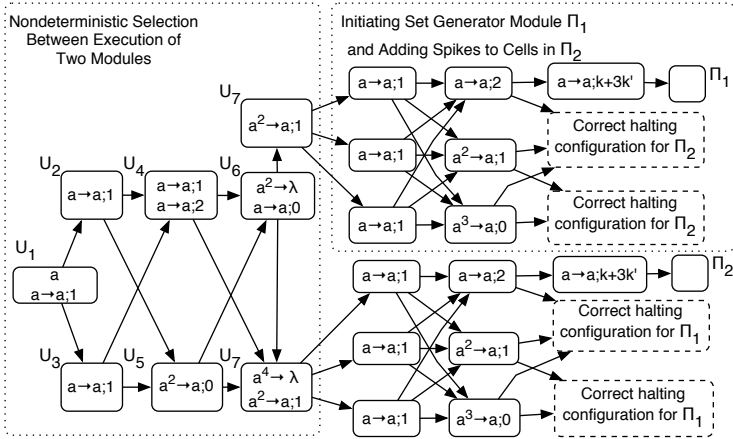 Nondeterministic Selection
Between Execution of
Two Modules
Initiating Set Generator Module Π₁
and Adding Spikes to Cells in Π₂
U₁
a
a→a;1
U₂
a→a;1
U₃
a→a;1
U₄
a→a;1
a→a;2
U₅
a²→a;0
U₆
a²→λ
a→a;0
U₇
a²→a;1
U₇
a⁴→λ
a²→a;1
a→a;1
a→a;2
a→a;k+3k'
Π₁
a→a;1
a²→a;1
Correct halting
configuration for Π₂
a→a;1
a³→a;0
Correct halting
configuration for Π₂
a→a;1
a→a;2
a→a;k+3k'
Π₂
a→a;1
a²→a;1
Correct halting
configuration for Π₁
a→a;1
a³→a;0
Correct halting
configuration for Π₁